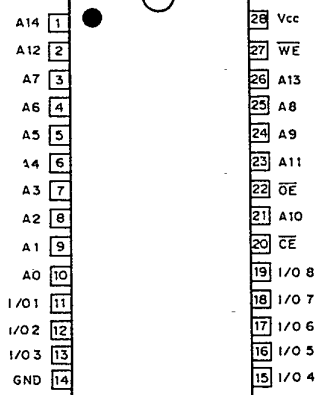 A14 1 28 Vcc
A12 2 27 WE
A7 3 26 A13
A6 4 25 A8
A5 5 24 A9
A4 6 23 A11
A3 7 22 OE
A2 8 21 A10
A1 9 20 CE
A0 10 19 I/O 8
I/O1 11 18 I/O 7
I/O2 12 17 I/O 6
I/O3 13 16 I/O 5
GND 14 15 I/O 4